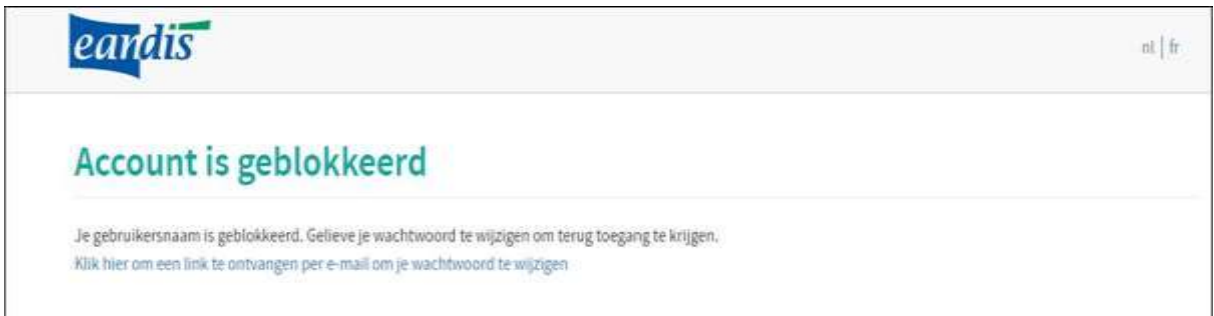 eandis
nl | fr
Account is geblokkeerd
Je gebruikersnaam is geblokkeerd. Gelieve je wachtwoord te wijzigen om terug toegang te krijgen.
Klik hier om een link te ontvangen per e-mail om je wachtwoord te wijzigen